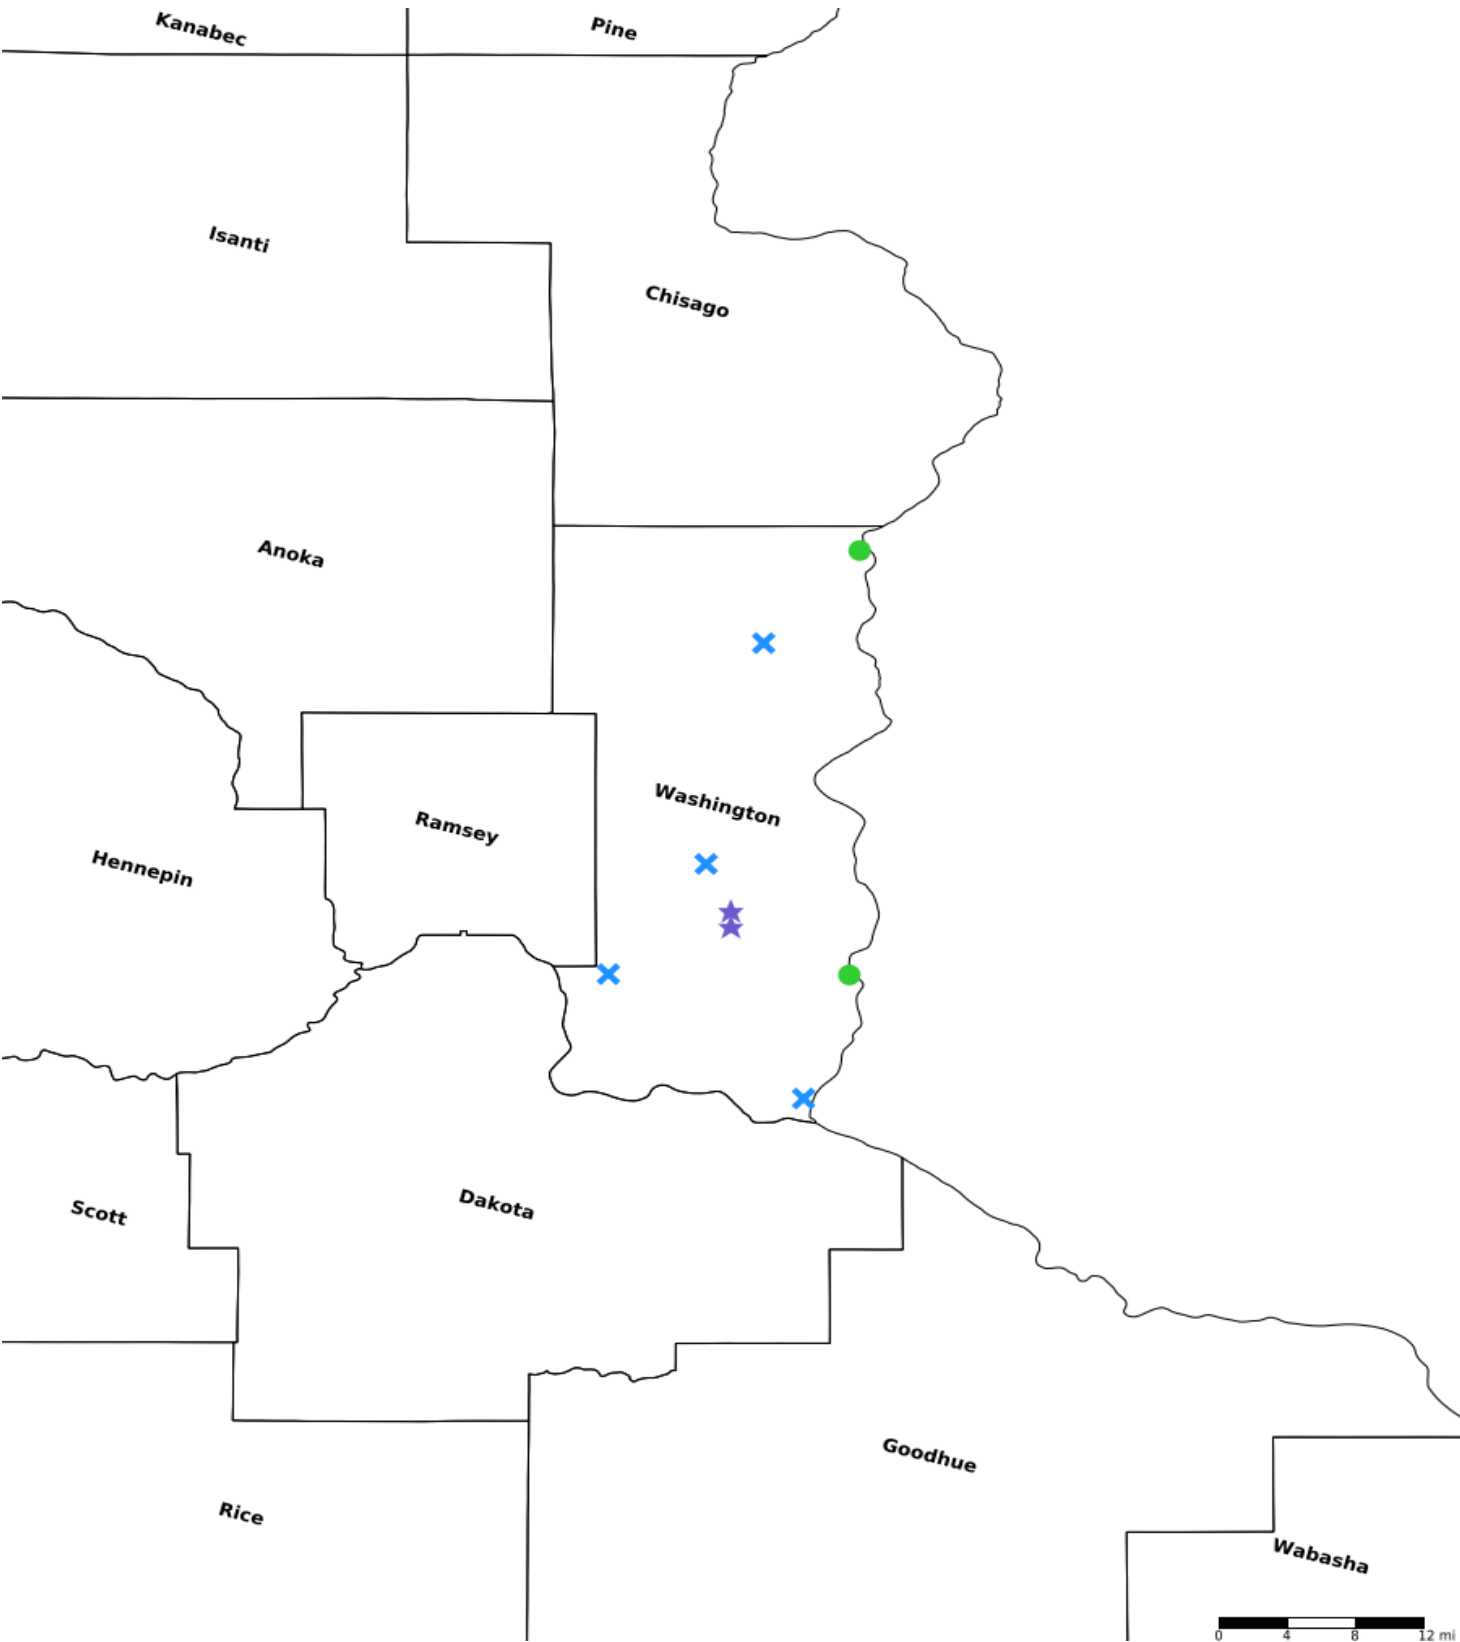 Kanabec
Pine
Isanti
Chisago
Anoka
Washington
Ramsey
Hennepin
Dakota
Scott
Goodhue
Rice
Wabasha
0 4 8 12 mi